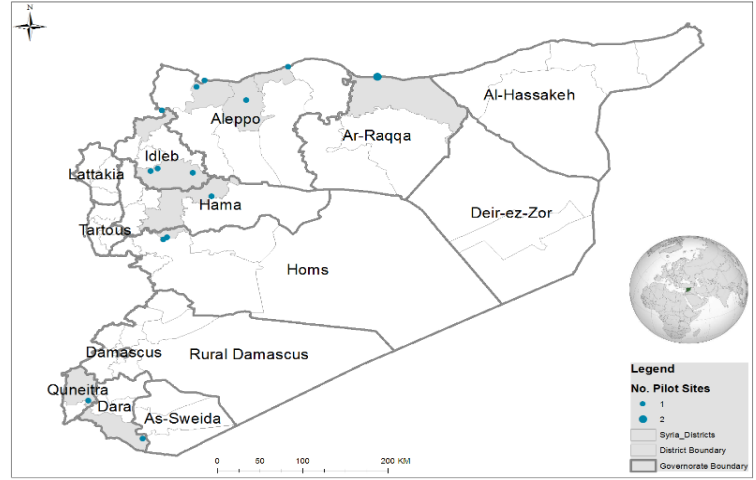 N
Al-Hassakeh
Aleppo
Ar-Raqqa
Idleb
Lattakia
Hama
Deir-ez-Zor
Tartous
Homs
Damascus
Rural Damascus
Quneitra
Dara
As-Sweida
0 50 100 200 KM
Legend
No. Pilot Sites
1
2
Syria_Districts
District Boundary
Governorate Boundary